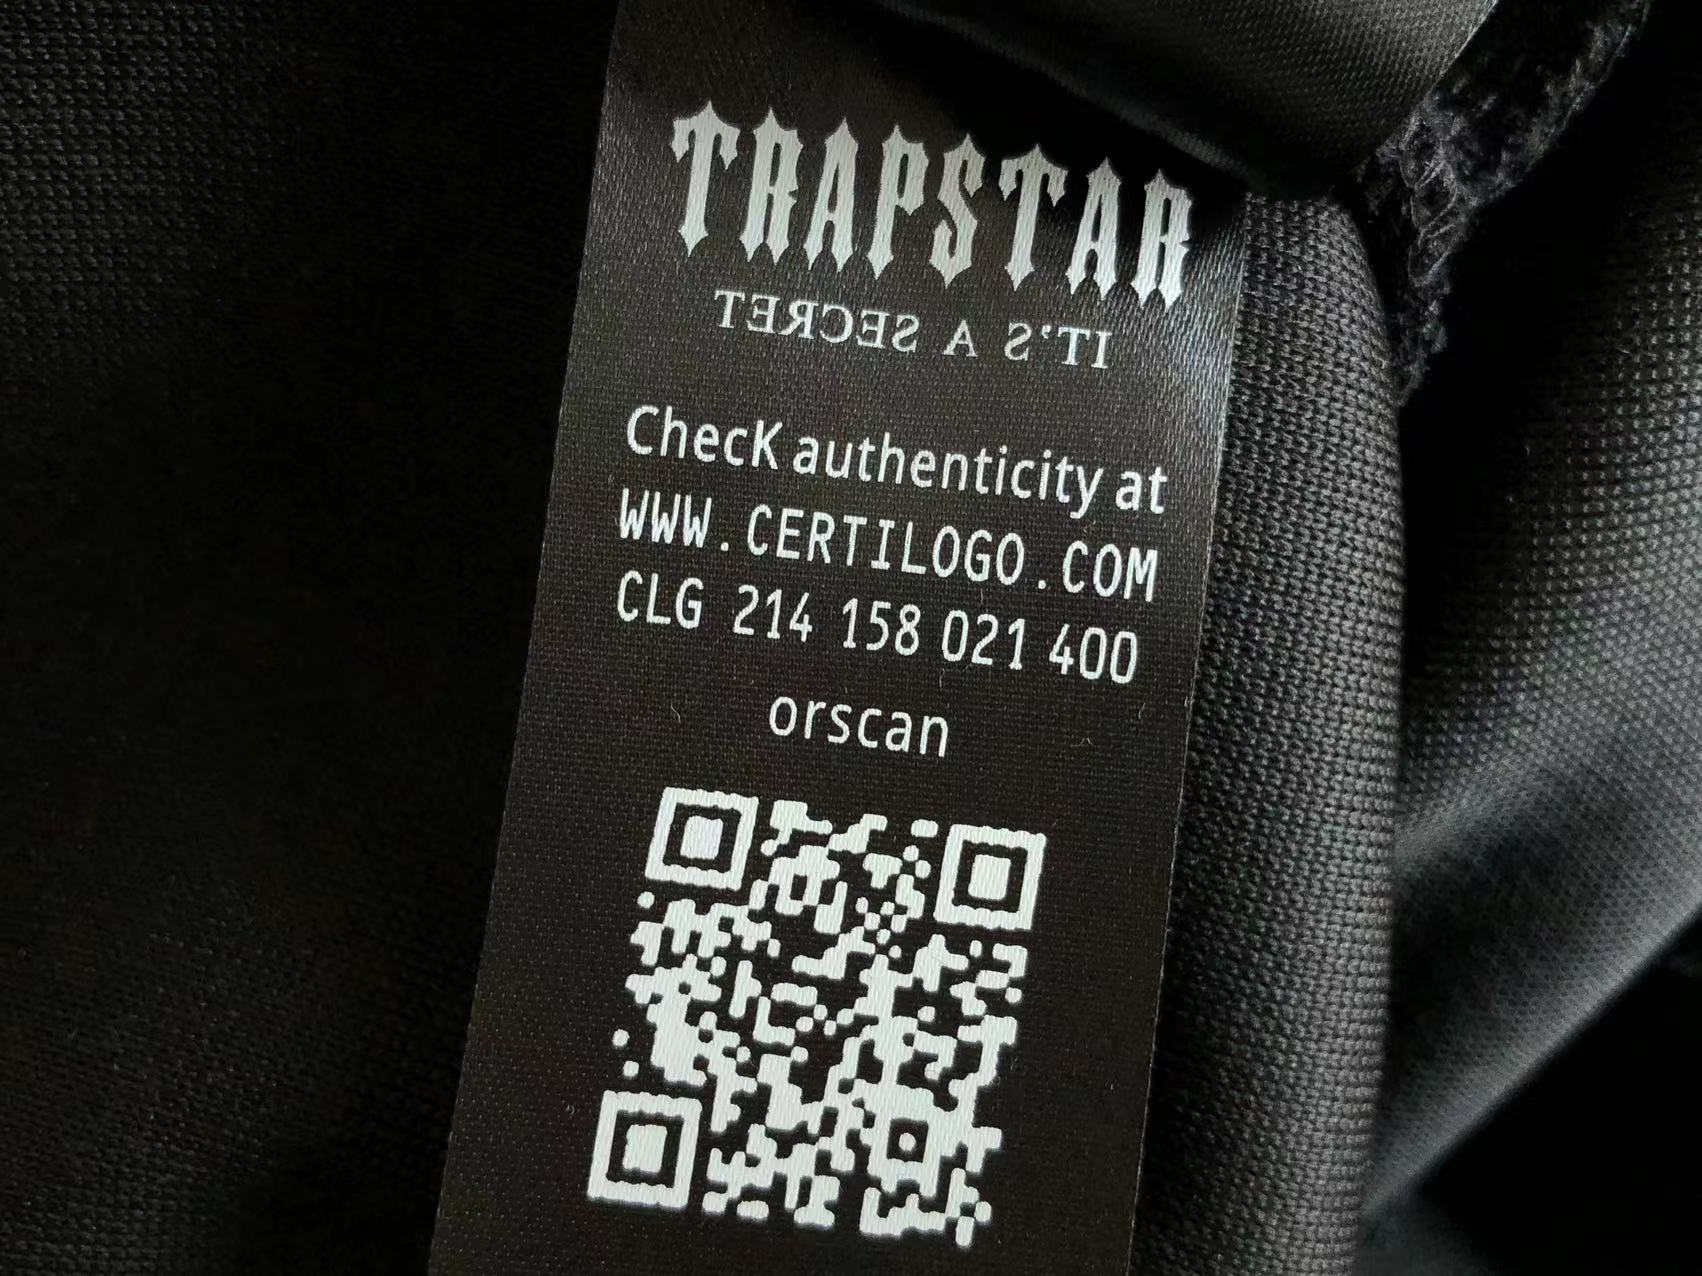 TRAPSTAR
IT'S A SECRET
ChecK authenticity at
WWW.CERTILOGO.COM
CLG 214 158 021 400
orscan